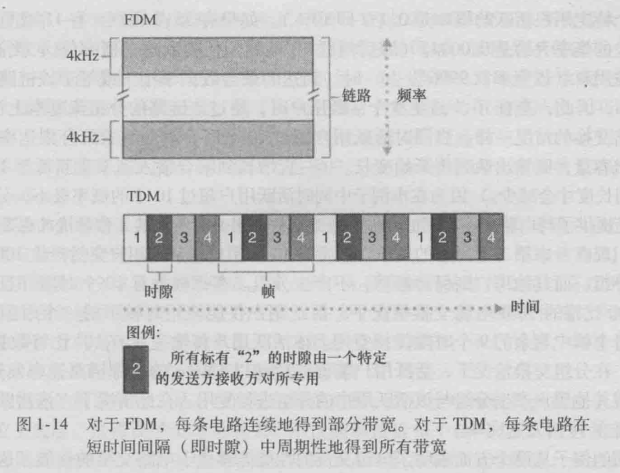 FDM
4kHz
链路
频率
4kHz
TDM
1 2 3 4 1 2 3 4 1 2 3 4 1 2 3 4
时隙
帧
时间
图例:
2
所有标有“2”的时隙由一个特定
的发送方接收方对所专用
图 1-14 对于 FDM，每条电路连续地得到部分带宽。对于 TDM，每条电路在
短时间间隔（即时隙）中周期性地得到所有带宽